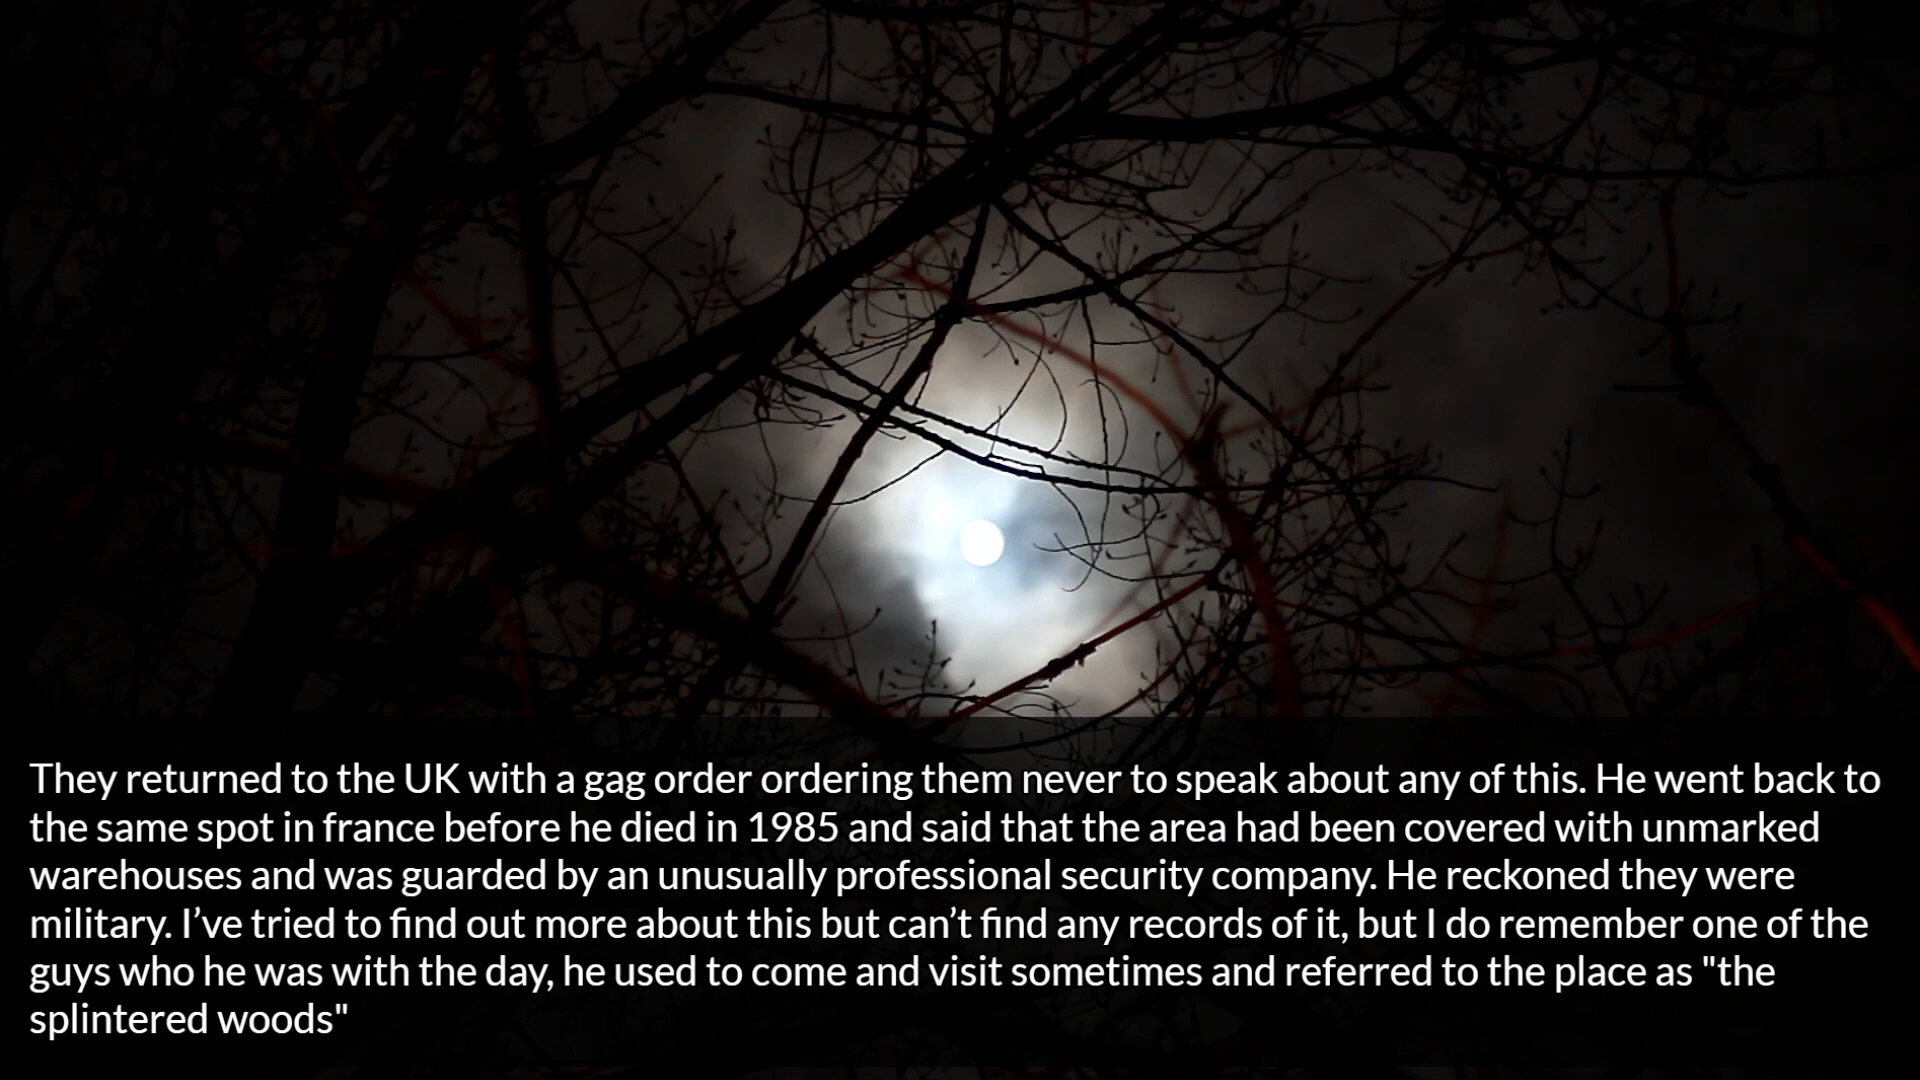 They returned to the UK with a gag order ordering them never to speak about any of this. He went back to
the same spot in france before he died in 1985 and said that the area had been covered with unmarked
warehouses and was guarded by an unusually professional security company. He reckoned they were
military. I’ve tried to find out more about this but can’t find any records of it, but I do remember one of the
guys who he was with the day, he used to come and visit sometimes and referred to the place as "the
splintered woods"